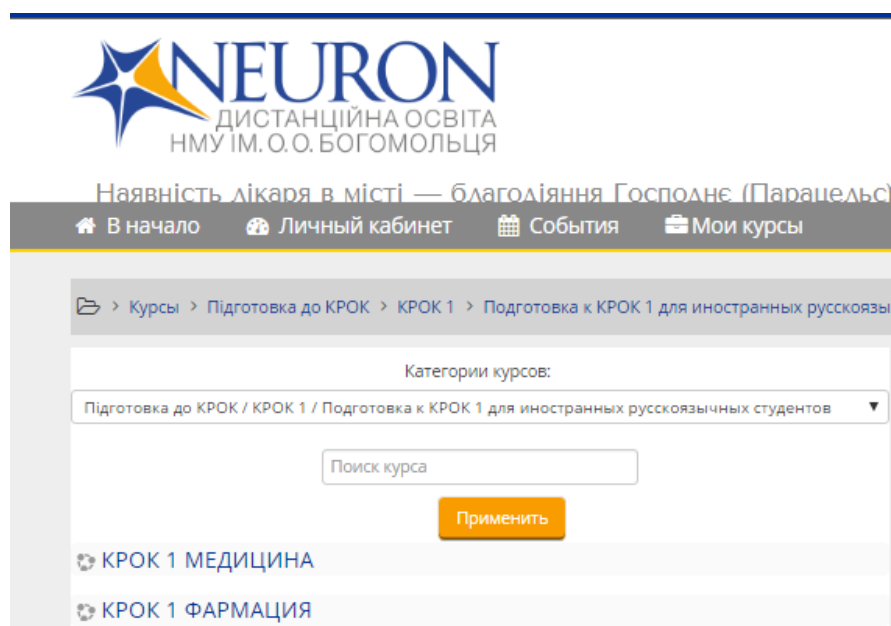 NEURON
ДИСТАНЦІЙНА ОСВІТА
НМУ ІМ. О.О. БОГОМОЛЬЦЯ
Наявність лікаря в місті — благодіяння Господнє (Парацельс)
В начало Личный кабинет События Мои курсы
> Курсы > Підготовка до КРОК > КРОК 1 > Подготовка к КРОК 1 для иностранных русскоязы
Категории курсов:
Підготовка до КРОК / КРОК 1 / Подготовка к КРОК 1 для иностранных русскоязычных студентов
Поиск курса
Применить
КРОК 1 МЕДИЦИНА
КРОК 1 ФАРМАЦИЯ